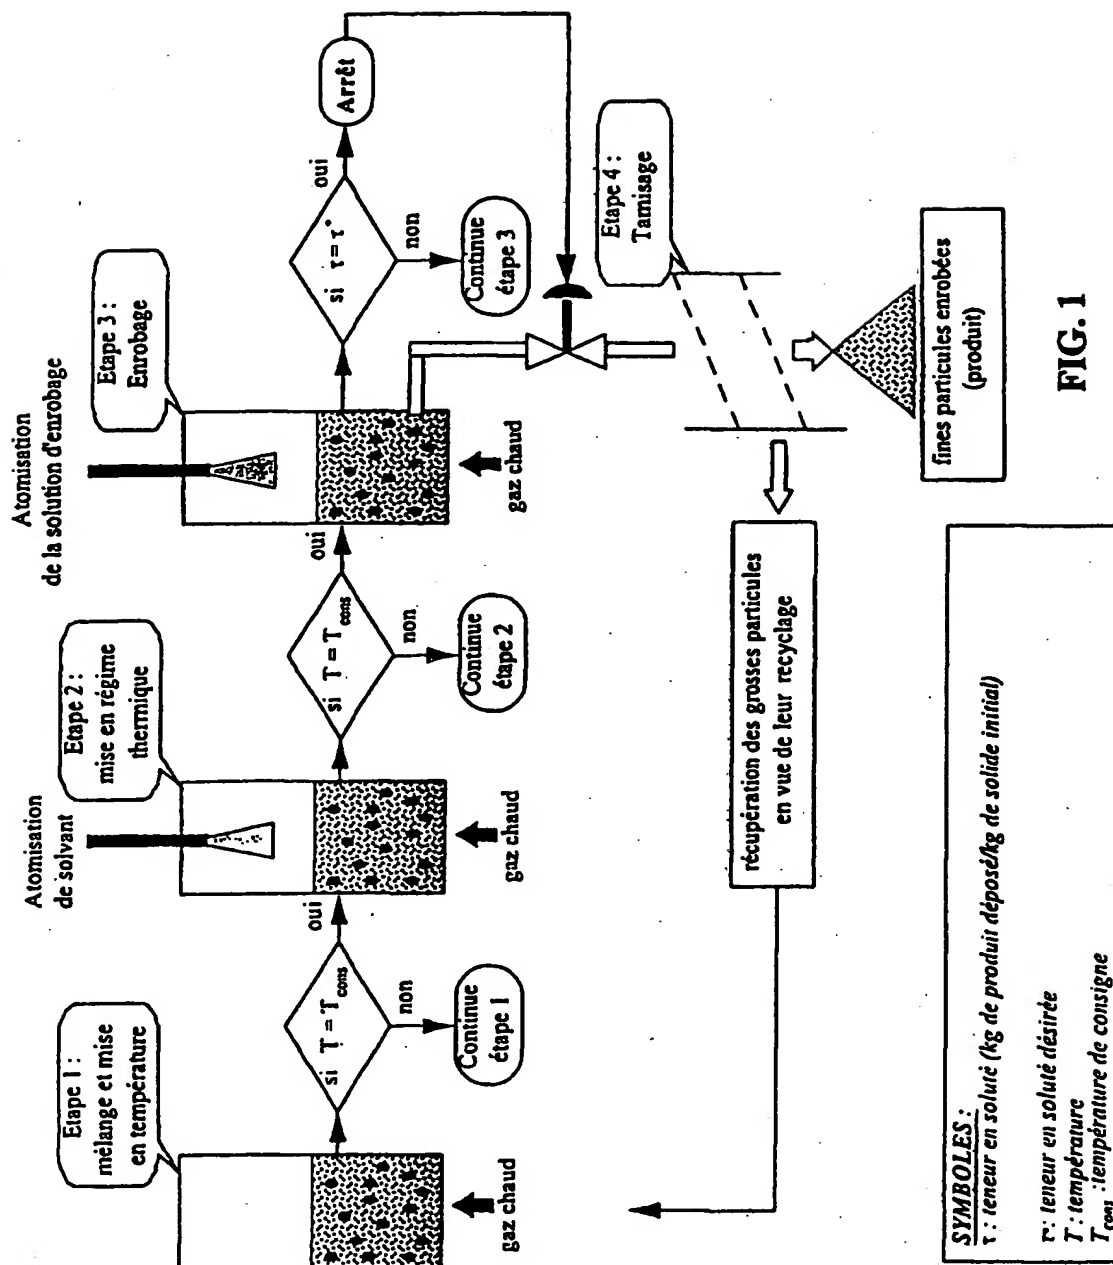 Etape 1 :
mélange et mise
en température
gaz chaud
si T = T cons
oui
non
Continue
étape 1
Atomisation
de solvant
Etape 2 :
mise en régime
thermique
gaz chaud
si T = T cons
oui
non
Continue
étape 2
Atomisation
de la solution d'enrobage
Etape 3 :
Enrobage
gaz chaud
si τ = τ*
oui
non
Continue
étape 3
Arrêt
Etape 4 :
Tamisage
récupération des grosses particules
en vue de leur recyclage
fines particules enrobées
(produit)
SYMBOLES :
τ : teneur en soluté (kg de produit déposé/kg de solide initial)
τ* : teneur en soluté désirée
T : température
T cons : température de consigne
FIG. 1